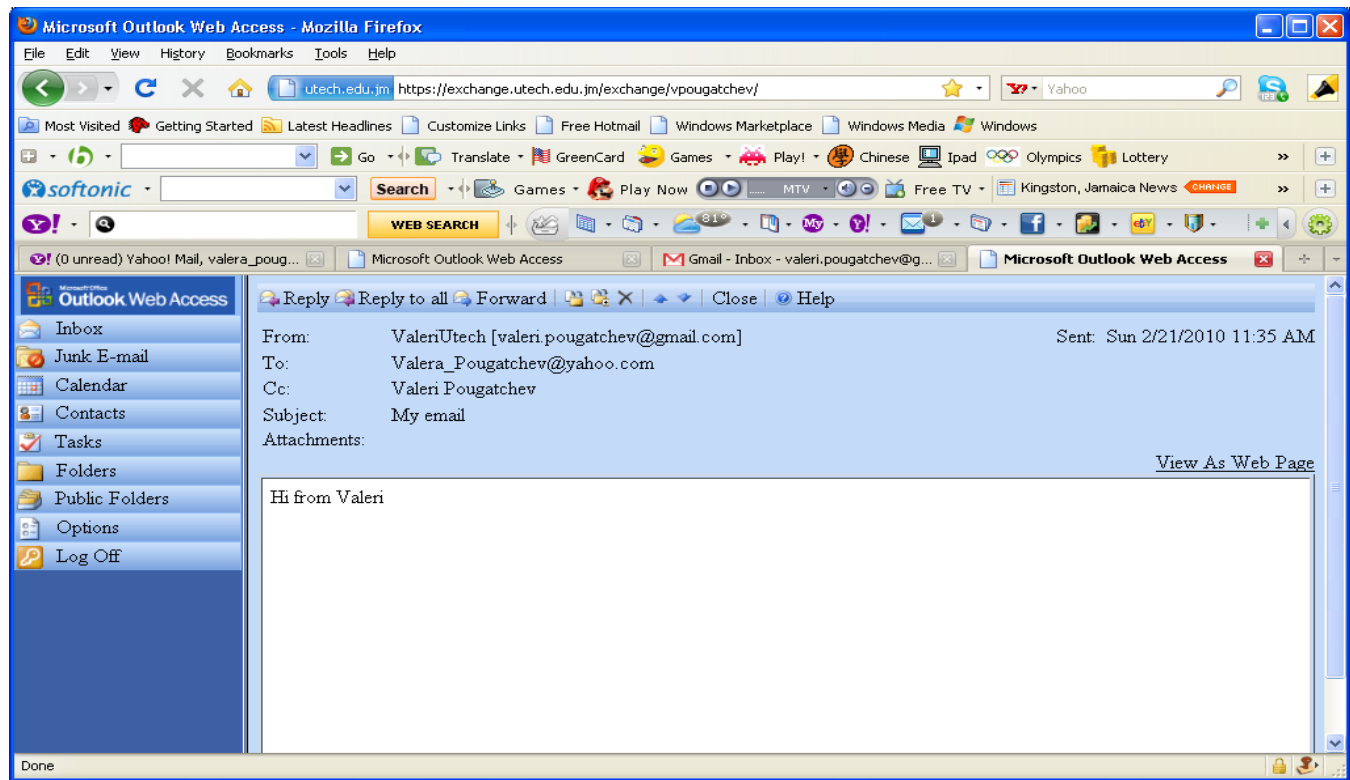 Microsoft Outlook Web Access - Mozilla Firefox
File Edit View History Bookmarks Tools Help
utech.edu.jm https://exchange.utech.edu.jm/exchange/vpougatchev/ Yahoo
Most Visited Getting Started Latest Headlines Customize Links Free Hotmail Windows Marketplace Windows Media Windows
Go Translate GreenCard Games Play! Chinese Ipad Olympics Lottery »
softonic Search Games Play Now ..... MTV Free TV Kingston, Jamaica News CHANGE »
Y! WEB SEARCH 81° My Y! 1 f ebY
Y! (0 unread) Yahoo! Mail, valera_poug... Microsoft Outlook Web Access Gmail - Inbox - valeri.pougatchev@g... Microsoft Outlook Web Access
Microsoft Office
Outlook Web Access
Reply Reply to all Forward Close Help
Inbox
Junk E-mail
Calendar
Contacts
Tasks
Folders
Public Folders
Options
Log Off
From: ValeriUtech [valeri.pougatchev@gmail.com] Sent: Sun 2/21/2010 11:35 AM
To: Valera_Pougatchev@yahoo.com
Cc: Valeri Pougatchev
Subject: My email
Attachments:
View As Web Page
Hi from Valeri
Done